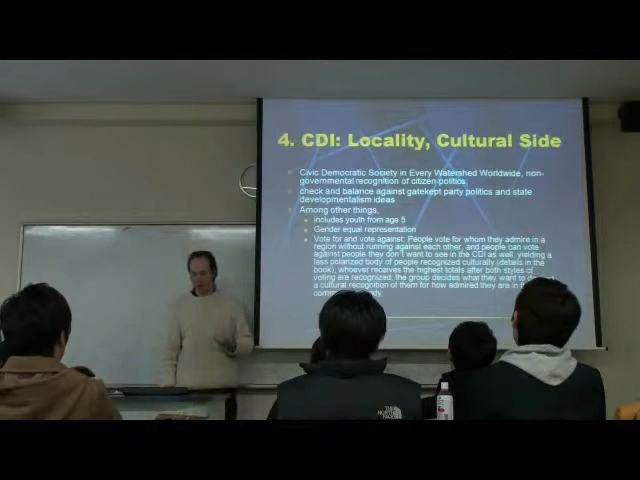 4. CDI: Locality, Cultural Side
Civic Democratic Society in Every Watershed Worldwide, non-
governmental recognition of citizen politics
check and balance against gatekept party politics and state
developmentalism ideas
Among other things,
includes youth from age 5
Gender equal representation
Vote for and vote against: People vote for whom they admire in a
region without running against each other, and people can vote
against people they don't want to see in the CDI as well, yielding a
less polarized body of people recognized culturally (details in the
book), whoever receives the highest totals after both styles of
voting are recognized; the group decides what they want to
a cultural recognition of them for how admired they are in
THE
NORTH
FACE